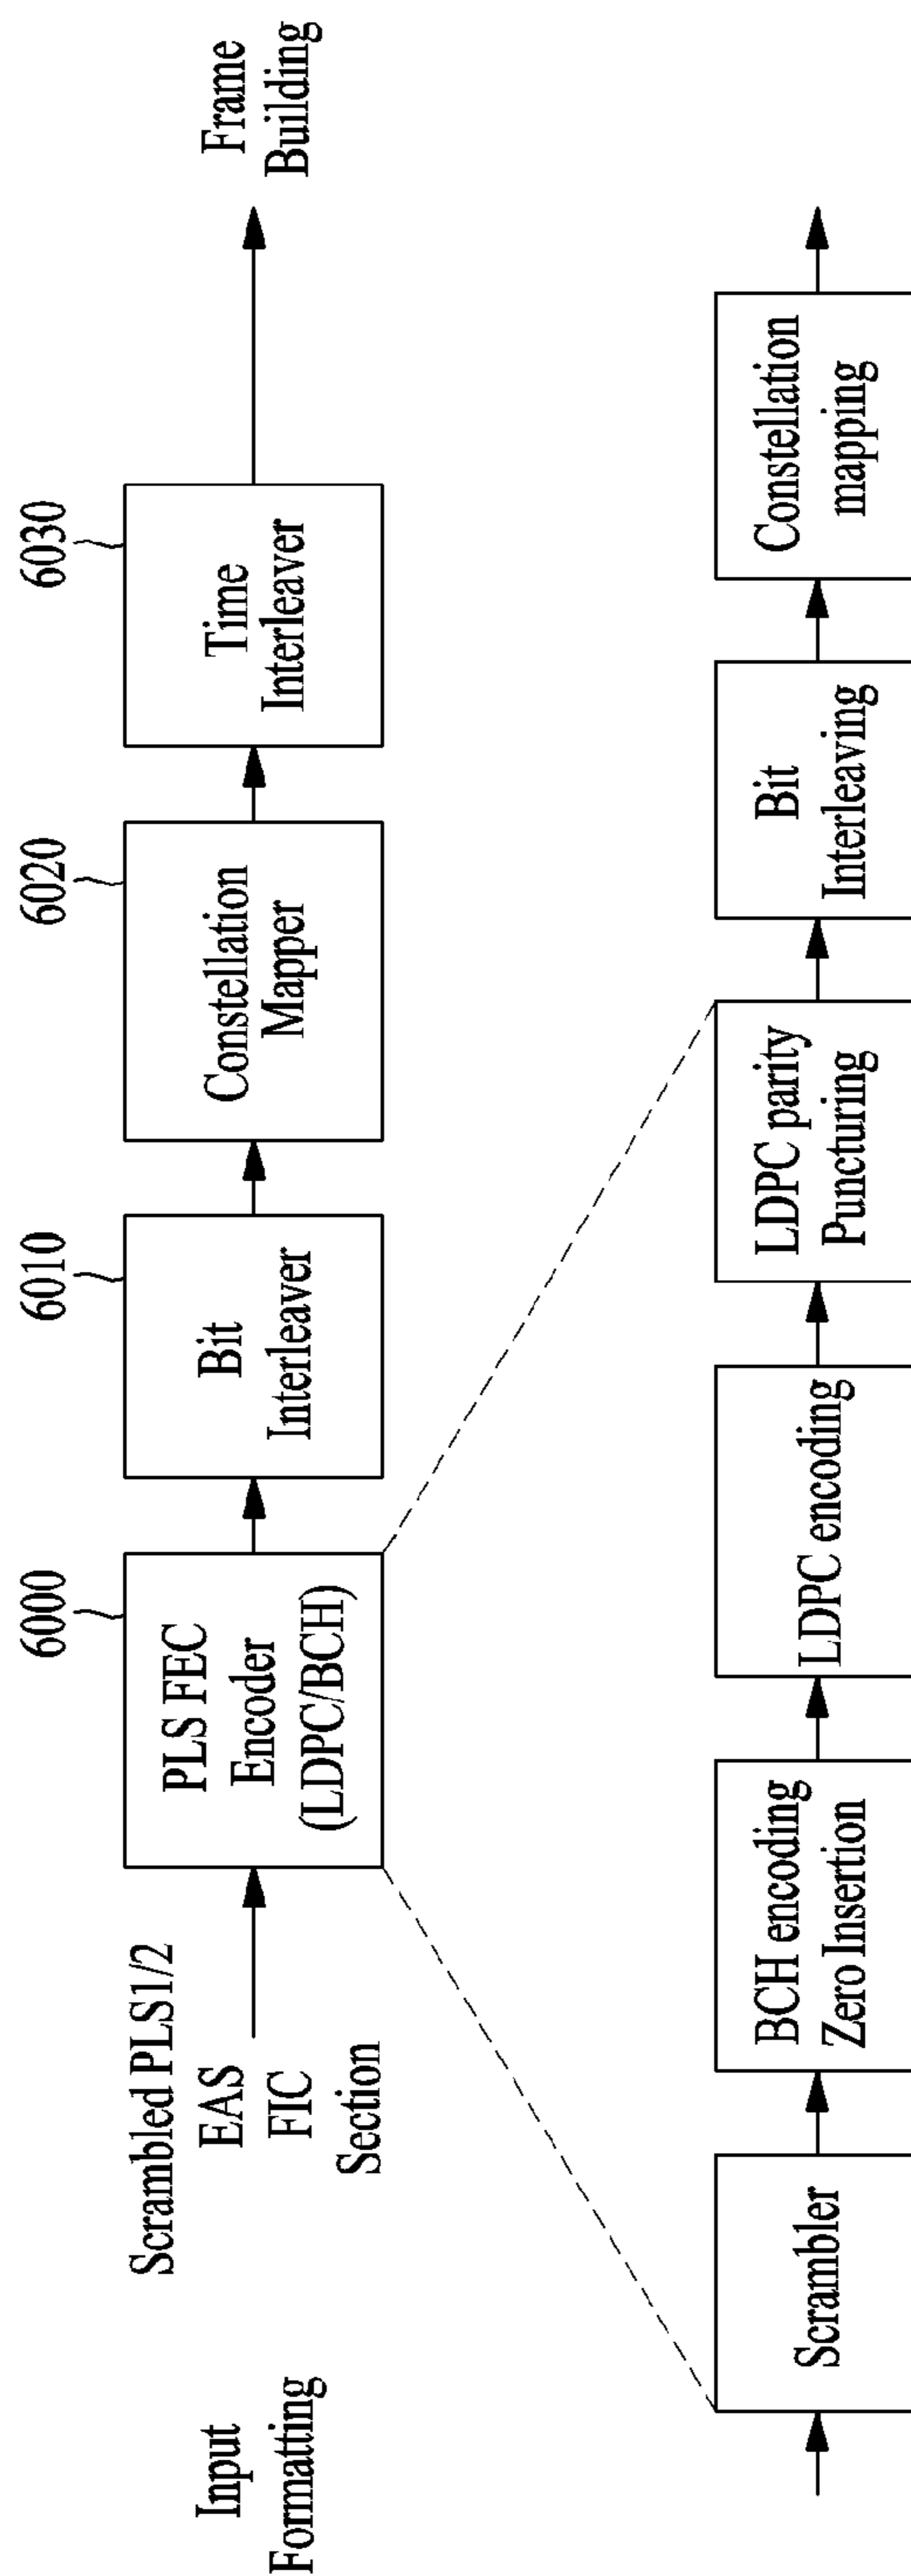 Input
Formatting
Scrambled PLS1/2
EAS
FIC
Section
6000
PLS FEC
Encoder
(LDPC/BCH)
6010
Bit
Interleaver
6020
Constellation
Mapper
6030
Time
Interleaver
Frame
Building
Scrambler
BCH encoding
Zero Insertion
LDPC encoding
LDPC parity
Puncturing
Bit
Interleaving
Constellation
mapping